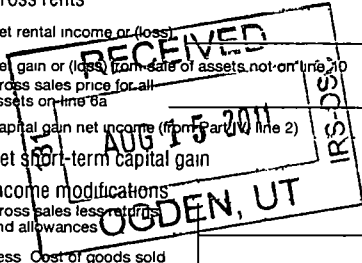 oss rents
et rental income or (loss)
et gain or (loss) from sale of assets not on line 10
ross sales price for all
ssets on line 6a
apital gain net income (from Part IV, line 2)
et short-term capital gain
ncome modifications
ross sales less returns
nd allowances
ess Cost of goods sold
RECEIVED
AUG 15 2011
IRS-OSC
OGDEN, UT